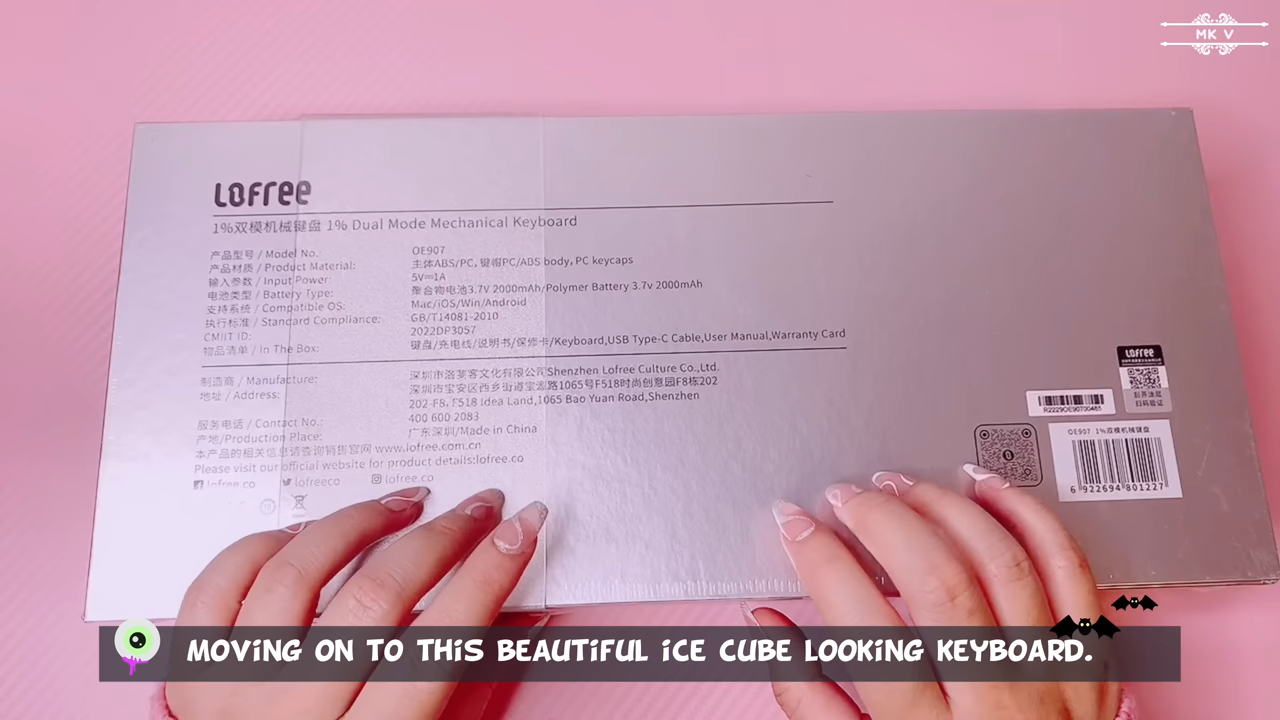 MK V
LOFREE
1%双模机械键盘 1% Dual Mode Mechanical Keyboard
产品型号 / Model No.: OE907
产品材质 / Product Material: 主体ABS/PC, 键帽PC/ABS body, PC keycaps
输入参数 / Input Power: 5V=1A
电池类型 / Battery Type: 聚合物电池3.7V 2000mAh/Polymer Battery 3.7v 2000mAh
支持系统 / Compatible OS: Mac/iOS/Win/Android
执行标准 / Standard Compliance: GB/T14081-2010
CMIIT ID: 2022DP3057
物品清单 / In The Box: 键盘/充电线/说明书/保修卡/Keyboard,USB Type-C Cable,User Manual,Warranty Card
制造商 / Manufacture: 深圳市洛斐客文化有限公司Shenzhen Lofree Culture Co.,Ltd.
地址 / Address: 深圳市宝安区西乡街道宝源路1065号F518时尚创意园F8栋202
202-F8, F518 Idea Land,1065 Bao Yuan Road,Shenzhen
服务电话 / Contact No.: 400 600 2083
产地/Production Place: 广东深圳/Made in China
本产品的相关信息请查询销售官网 www.lofree.com.cn
Please visit our official website for product details:lofree.co
lofree.co lofreeco lofree.co
LOFREE
刮开涂层
扫码验证
R2229OE90700465
OE907 1%双模机械键盘
6 922694 801227
MOVING ON TO THIS BEAUTIFUL ICE CUBE LOOKING KEYBOARD.